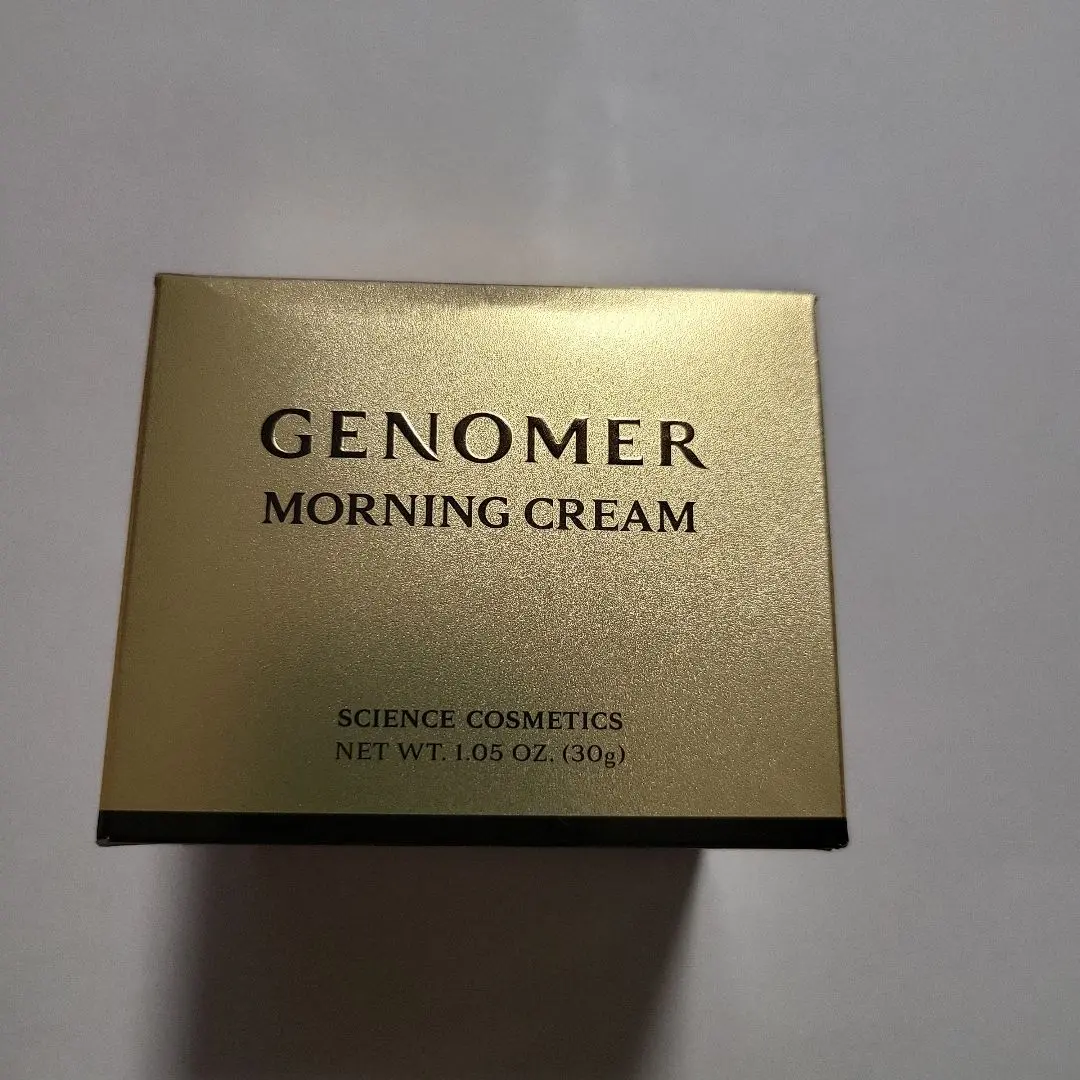 GENOMER
MORNING CREAM
SCIENCE COSMETICS
NET WT. 1.05 OZ. (30g)